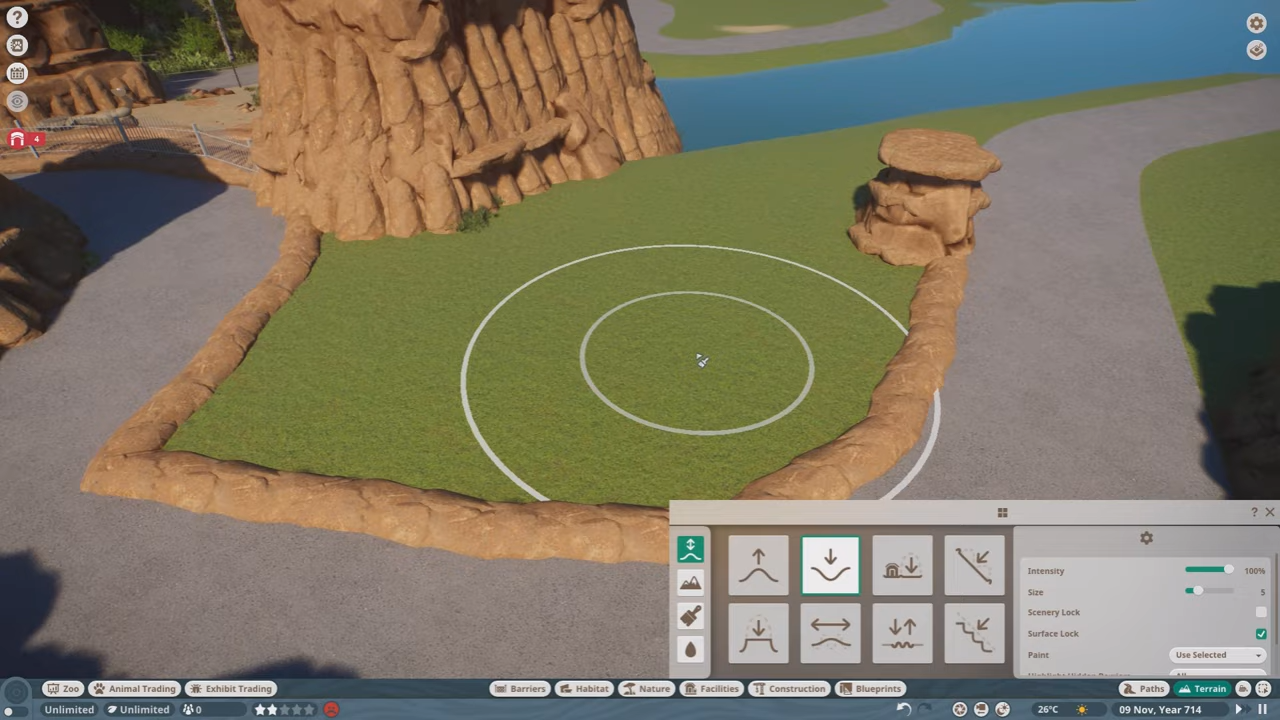 ?
4
? ×
Intensity 100%
Size 5
Scenery Lock
Surface Lock
Paint Use Selected
Zoo Animal Trading Exhibit Trading Barriers Habitat Nature Facilities Construction Blueprints Paths Terrain
Unlimited Unlimited 0 26°C 09 Nov, Year 714